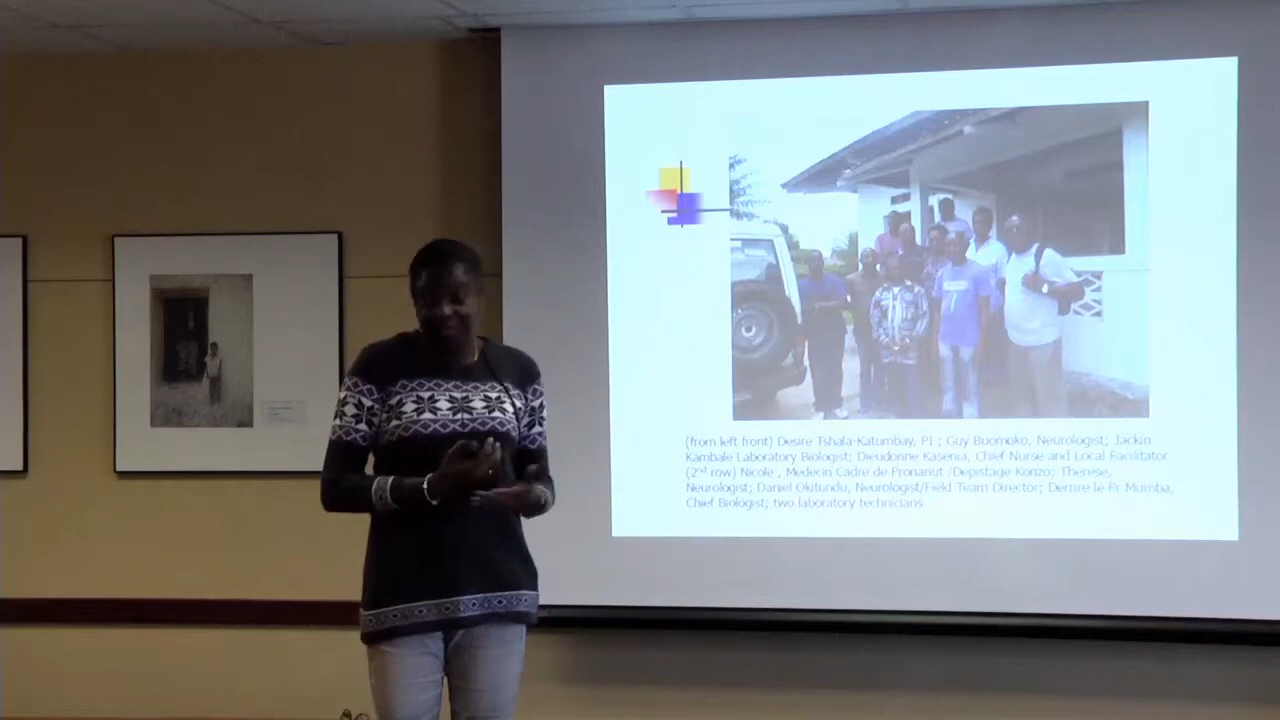 (from left front) Desire Tshala-Katumbay, PI ; Guy Buomoko, Neurologist; Jackin
Kambale Laboratory Biologist; Dieudonne Kasenia, Chief Nurse and Local Facilitator
(2nd row) Nicole , Medecin Cadre de Pronanut /Depistage Konzo; Therese,
Neurologist; Daniel Okitundu, Neurologist/Field Team Director; Derrire le Pr Mumba,
Chief Biologist; two laboratory technicians